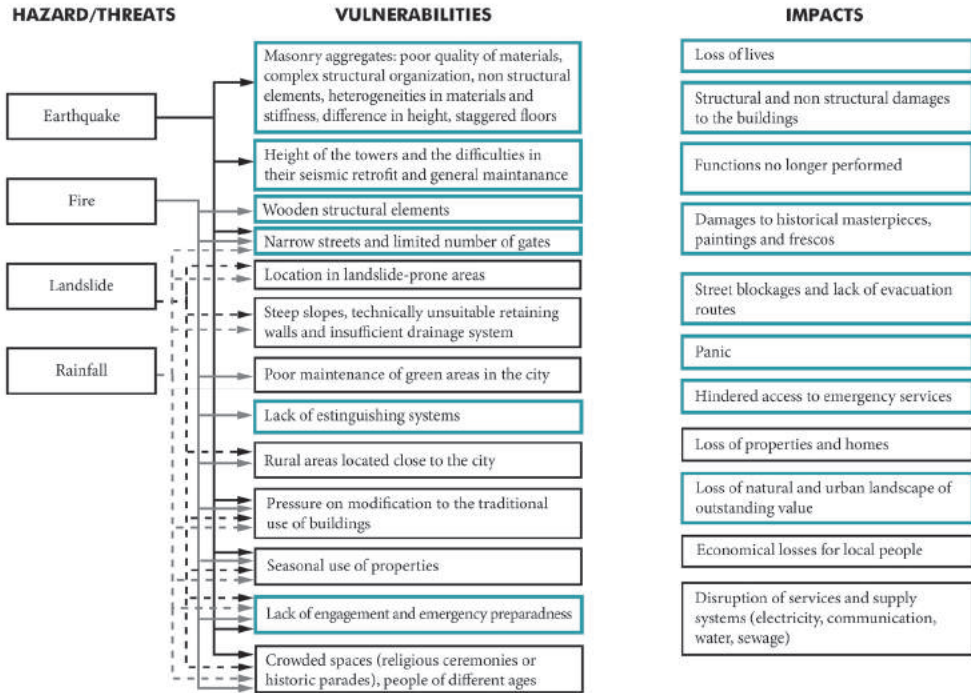 HAZARD/THREATS
VULNERABILITIES
IMPACTS
Earthquake
Fire
Landslide
Rainfall
Masonry aggregates: poor quality of materials,
complex structural organization, non structural
elements, heterogeneities in materials and
stiffness, difference in height, staggered floors
Height of the towers and the difficulties in
their seismic retrofit and general maintanance
Wooden structural elements
Narrow streets and limited number of gates
Location in landslide-prone areas
Steep slopes, technically unsuitable retaining
walls and insufficient drainage system
Poor maintenance of green areas in the city
Lack of estinguishing systems
Rural areas located close to the city
Pressure on modification to the traditional
use of buildings
Seasonal use of properties
Lack of engagement and emergency preparadness
Crowded spaces (religious ceremonies or
historic parades), people of different ages
Loss of lives
Structural and non structural damages
to the buildings
Functions no longer performed
Damages to historical masterpieces,
paintings and frescos
Street blockages and lack of evacuation
routes
Panic
Hindered access to emergency services
Loss of properties and homes
Loss of natural and urban landscape of
outstanding value
Economical losses for local people
Disruption of services and supply
systems (electricity, communication,
water, sewage)